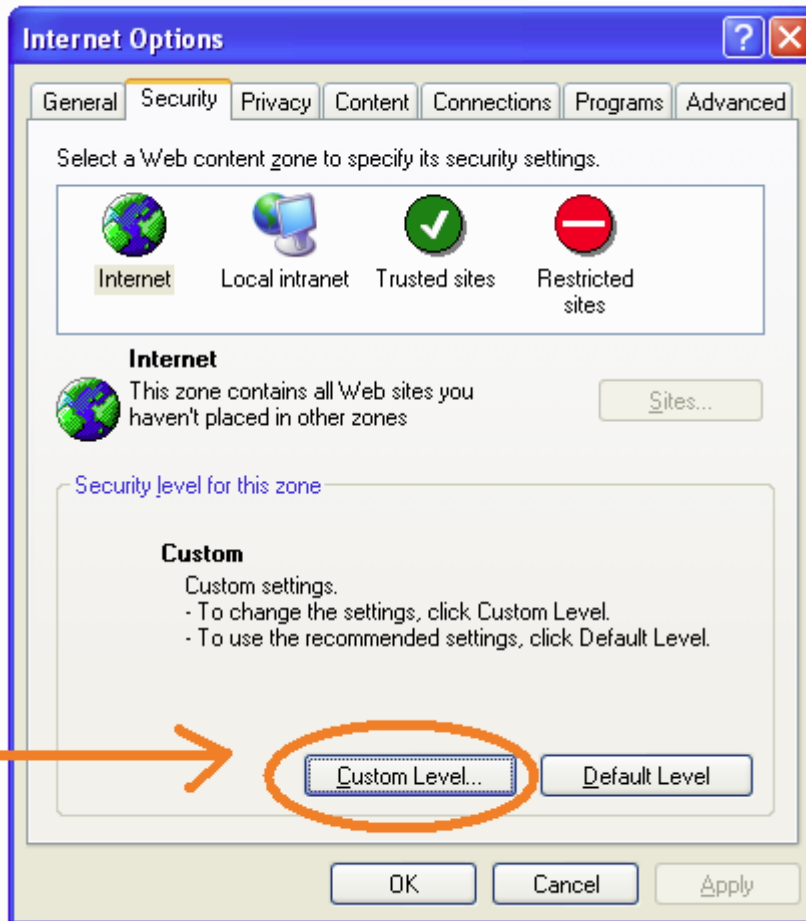 Internet Options
General Security Privacy Content Connections Programs Advanced
Select a Web content zone to specify its security settings.
Internet Local intranet Trusted sites Restricted
sites
Internet
This zone contains all Web sites you
haven't placed in other zones
Sites...
Security level for this zone
Custom
Custom settings.
- To change the settings, click Custom Level.
- To use the recommended settings, click Default Level.
Custom Level... Default Level
OK Cancel Apply